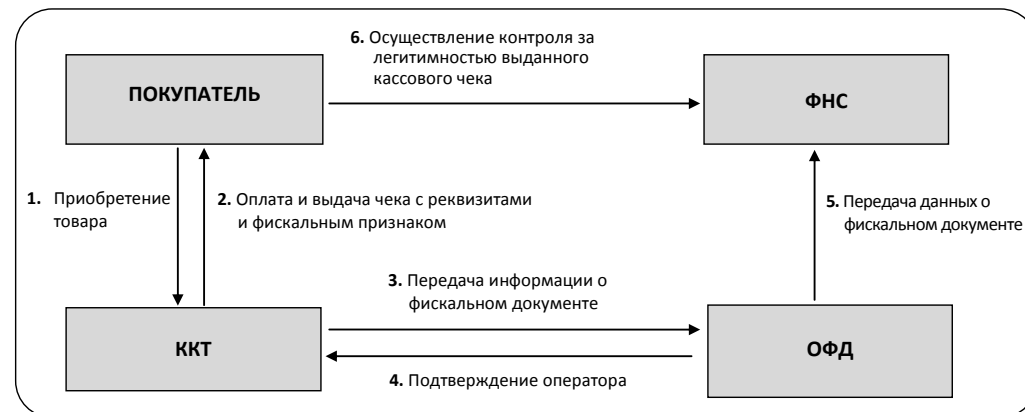 6. Осуществление контроля за
легитимностью выданного
кассового чека
ПОКУПАТЕЛЬ
ФНС
1. Приобретение
товара
2. Оплата и выдача чека с реквизитами
и фискальным признаком
5. Передача данных о
фискальном документе
3. Передача информации о
фискальном документе
ККТ
ОФД
4. Подтверждение оператора